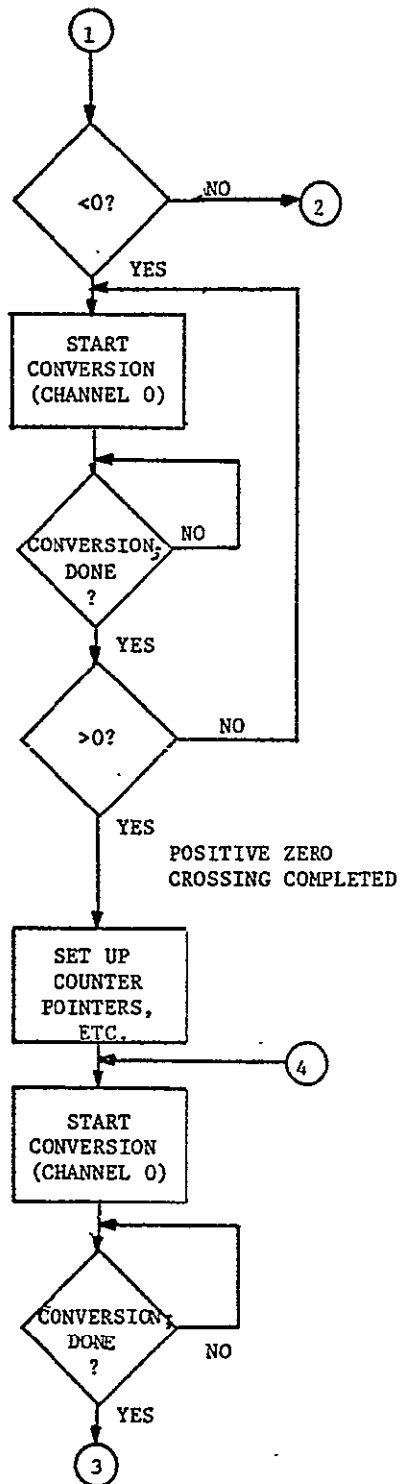 1
<0?
NO
2
YES
START
CONVERSION
(CHANNEL 0)
CONVERSION;
DONE
?
NO
YES
>0?
NO
YES
POSITIVE ZERO
CROSSING COMPLETED
SET UP
COUNTER
POINTERS,
ETC.
4
START
CONVERSION
(CHANNEL 0)
CONVERSION;
DONE
?
NO
YES
3